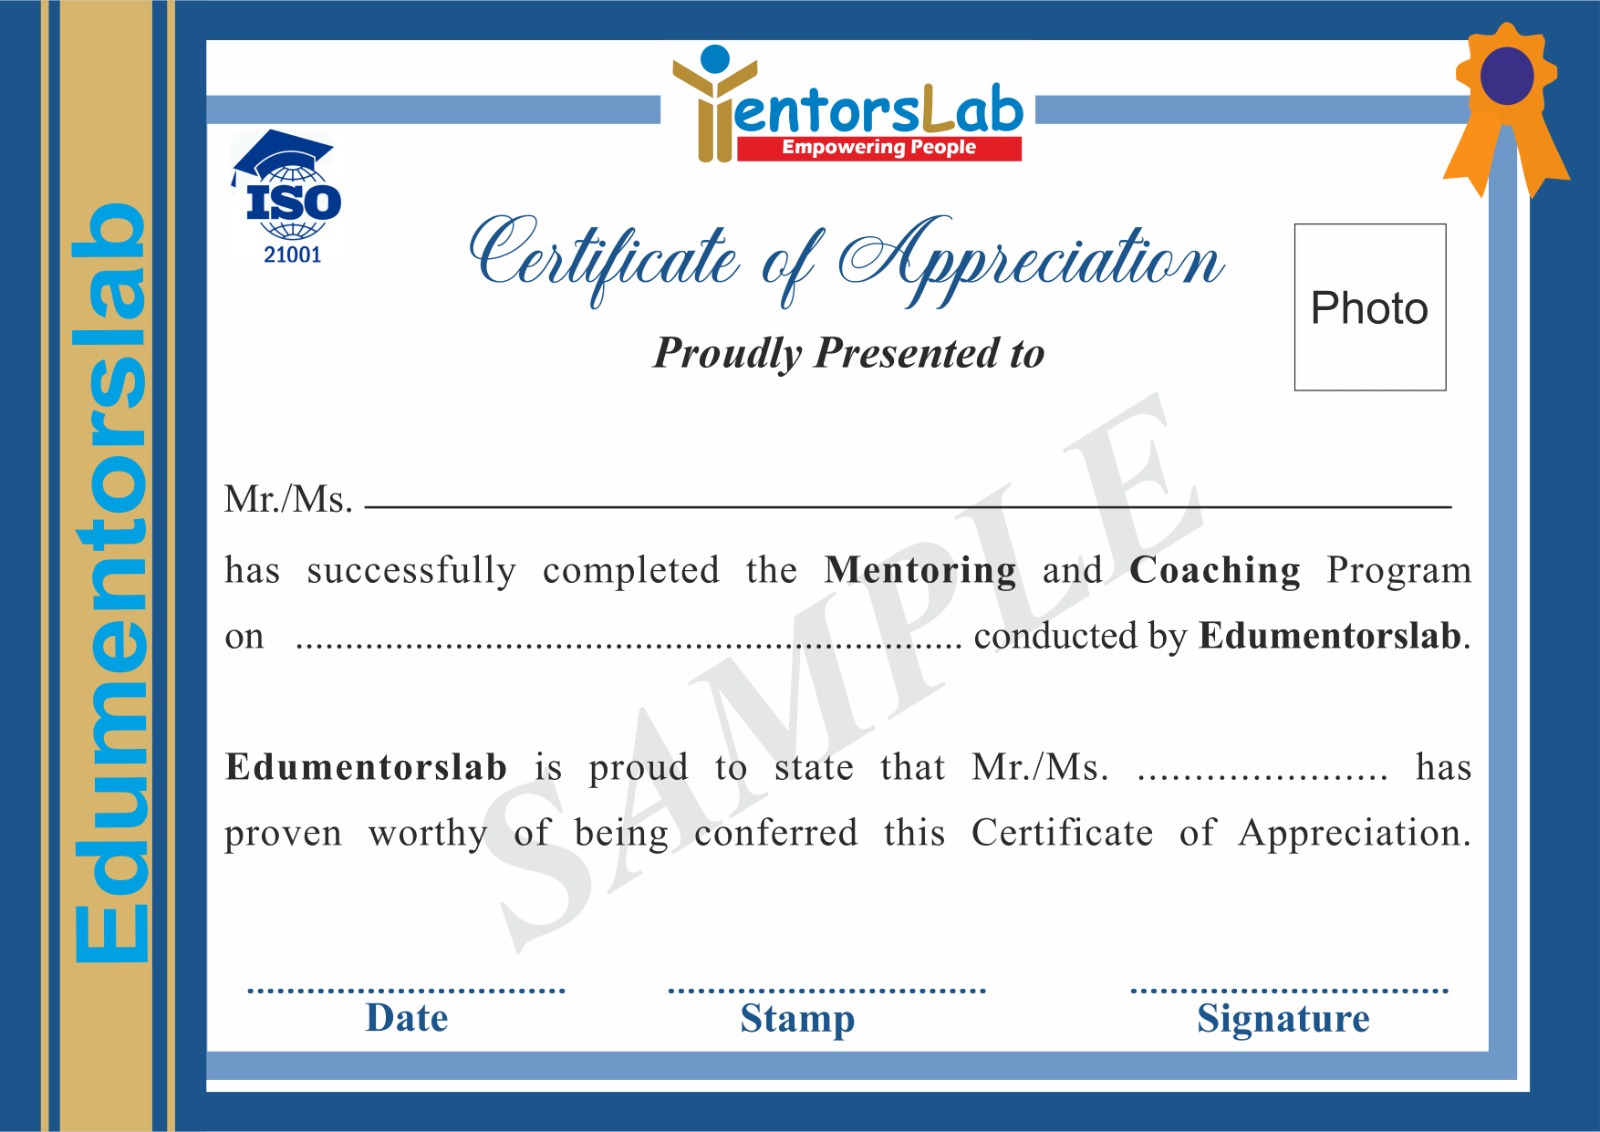 Edumentorslab
entorsLab
Empowering People
ISO
21001
Certificate of Appreciation
Photo
Proudly Presented to
SAMPLE
Mr./Ms. ___________________________
has successfully completed the Mentoring and Coaching Program
on .................................................................... conducted by Edumentorslab.
Edumentorslab is proud to state that Mr./Ms. ...................... has
proven worthy of being conferred this Certificate of Appreciation.
Date
Stamp
Signature